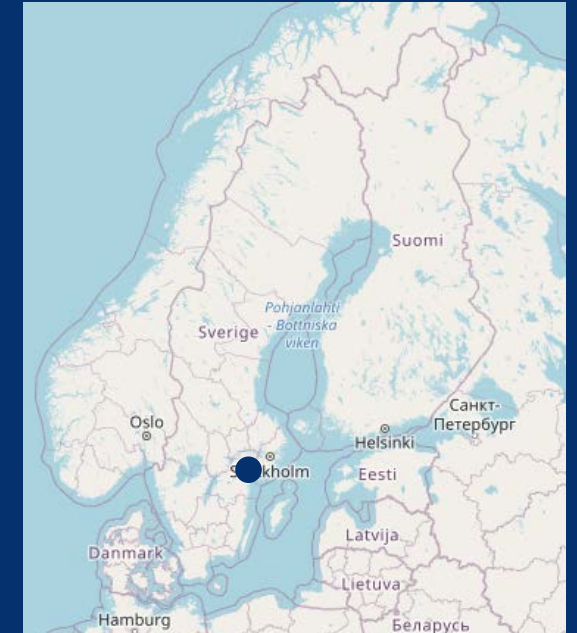 Suomi
Pohjanlahti
- Bottniska
viken
Sverige
Санкт-
Петербург
Oslo
Helsinki
Eesti
Latvija
Danmark
Lietuva
Hamburg
Беларусь